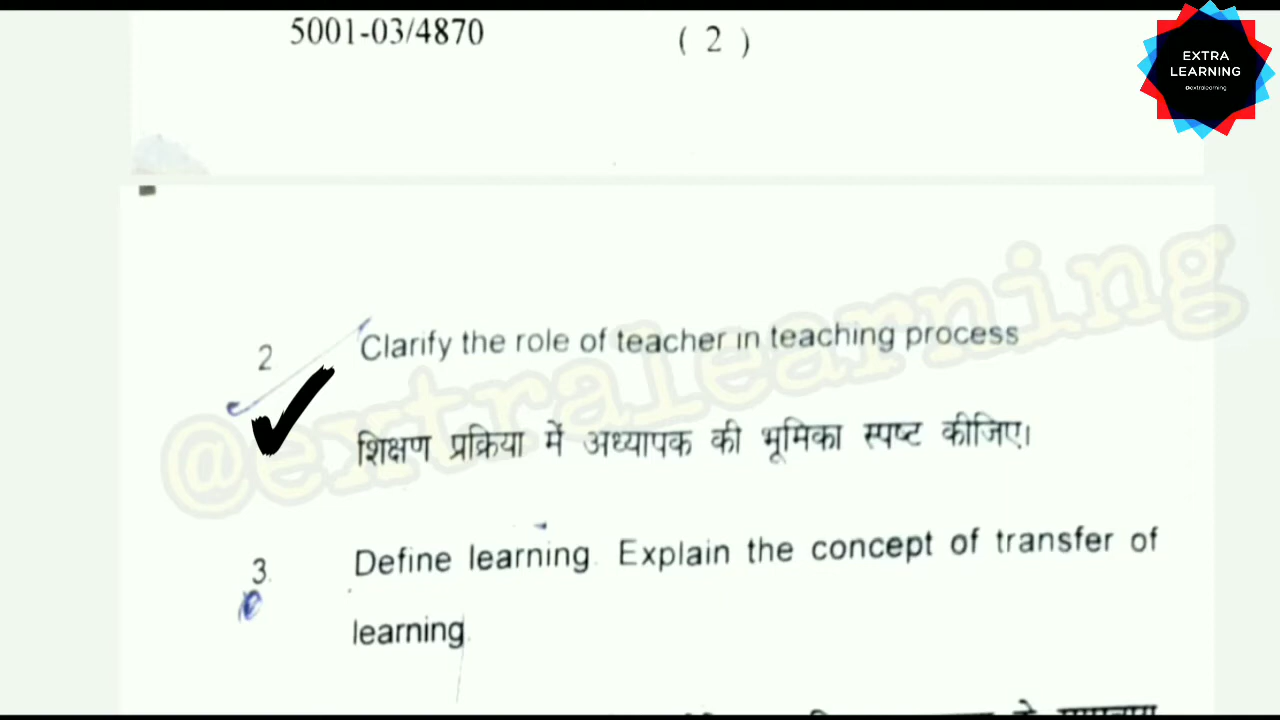 5001-03/4870 ( 2 )
EXTRA
LEARNING
@extralearning
@extralearning
2 Clarify the role of teacher in teaching process
शिक्षण प्रक्रिया में अध्यापक की भूमिका स्पष्ट कीजिए।
3. Define learning. Explain the concept of transfer of
learning.